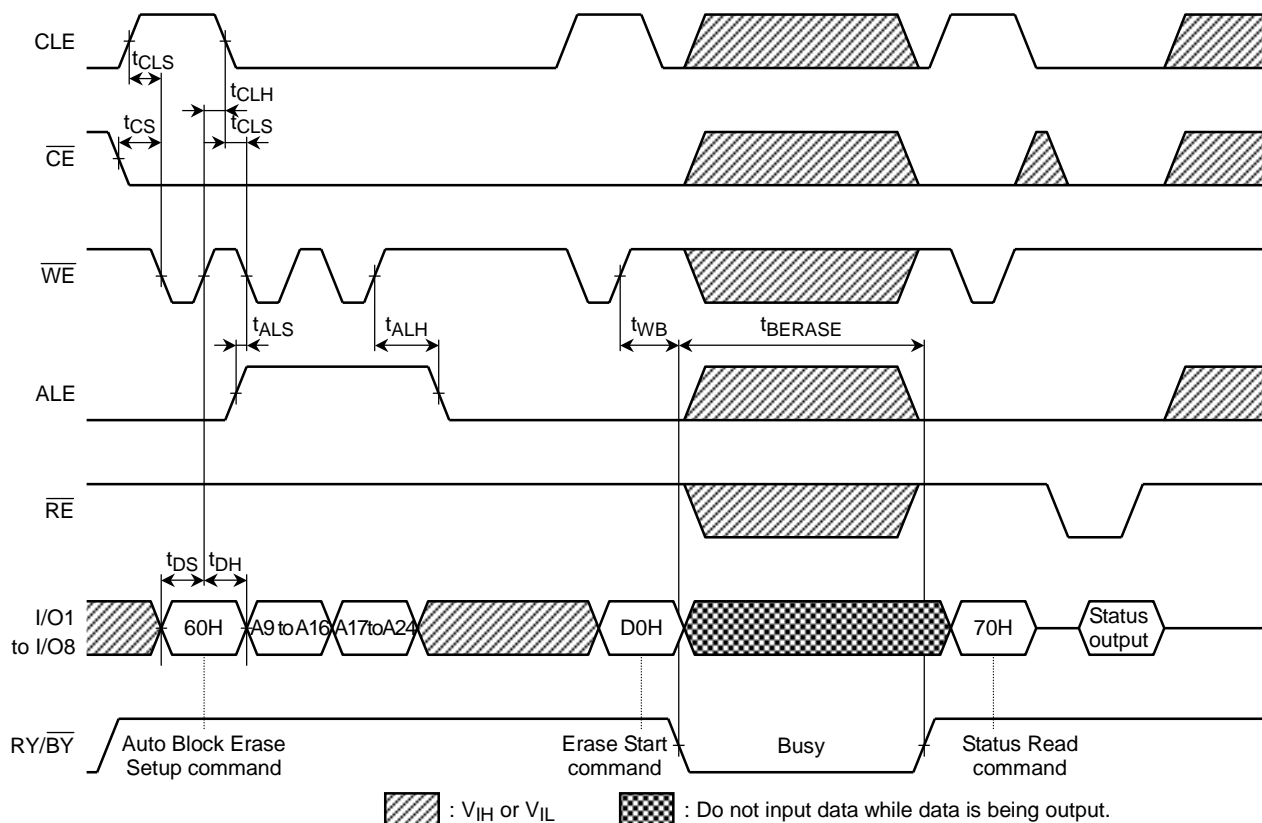 CLE
tCLS
tCLH
tCS
tCLS
CE
WE
tALS
tALH
tWB
tBERASE
ALE
RE
tDS
tDH
I/O1
to I/O8
60H
A9 to A16
A17 to A24
D0H
70H
Status
output
RY/BY
Auto Block Erase
Setup command
Erase Start
command
Busy
Status Read
command
: VIH or VIL
: Do not input data while data is being output.